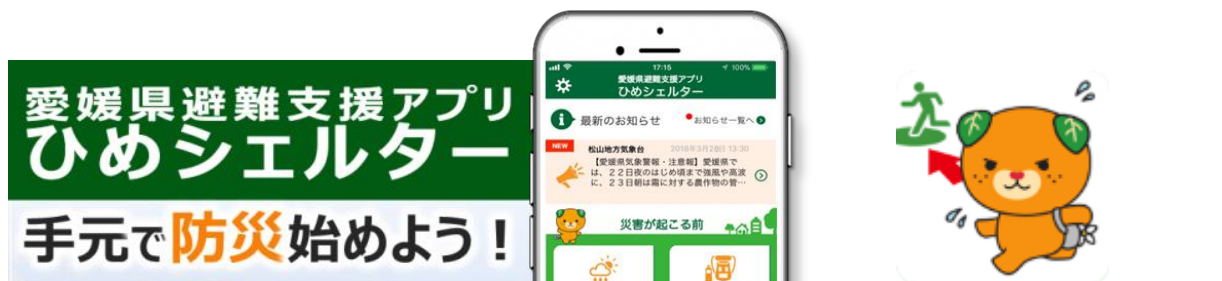 愛媛県避難支援アプリ
ひめシェルター
手元で防災始めよう！
17:15
100%
愛媛県避難支援アプリ
ひめシェルター
最新のお知らせ
お知らせ一覧へ
NEW
松山地方気象台
2018年3月28日 13:30
【愛媛県気象警報・注意報】愛媛県で
は、２２日夜のはじめ頃まで強風や高波
に、２３日朝は霜に対する農作物の管…
災害が起こる前